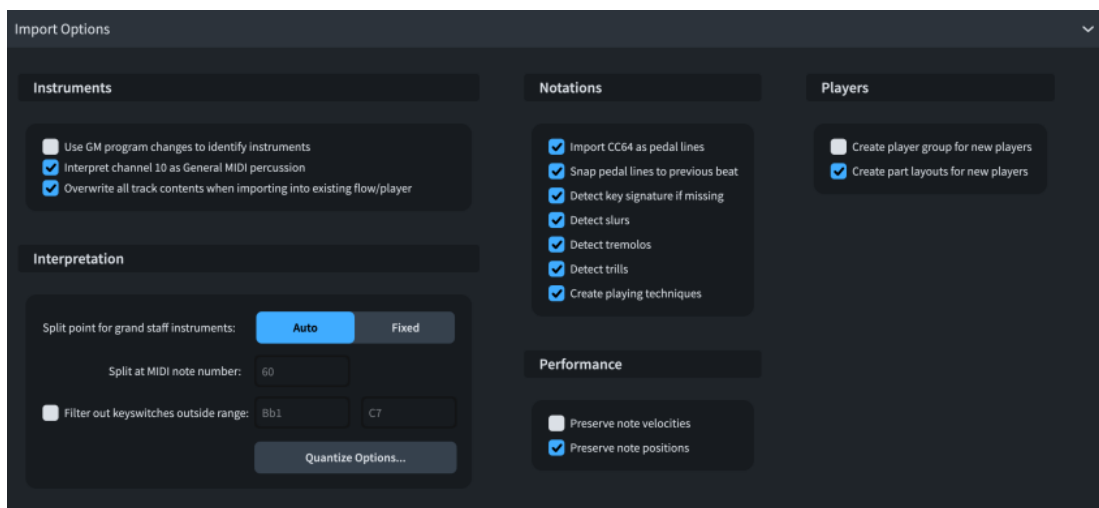 Import Options
Instruments
Use GM program changes to identify instruments
Interpret channel 10 as General MIDI percussion
Overwrite all track contents when importing into existing flow/player
Interpretation
Split point for grand staff instruments: Auto Fixed
Split at MIDI note number: 60
Filter out keyswitches outside range: Bb1 C7
Quantize Options...
Notations
Import CC64 as pedal lines
Snap pedal lines to previous beat
Detect key signature if missing
Detect slurs
Detect tremolos
Detect trills
Create playing techniques
Performance
Preserve note velocities
Preserve note positions
Players
Create player group for new players
Create part layouts for new players